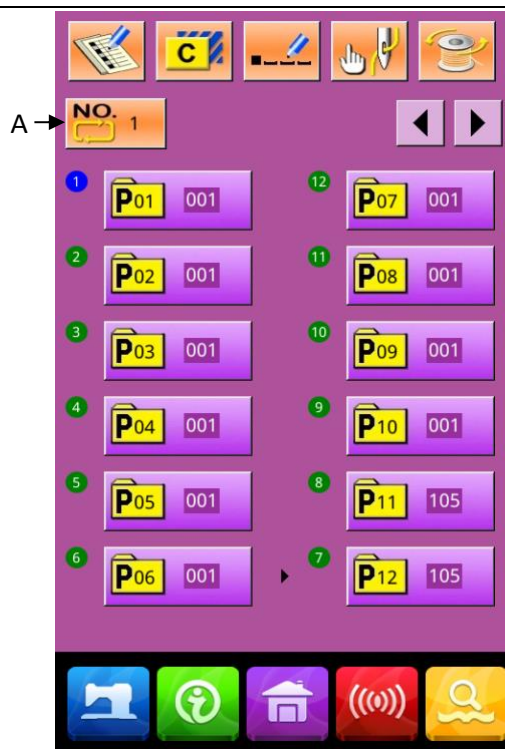 C
A NO. 1
1 P01 001 12 P07 001
2 P02 001 11 P08 001
3 P03 001 10 P09 001
4 P04 001 9 P10 001
5 P05 001 8 P11 105
6 P06 001 7 P12 105